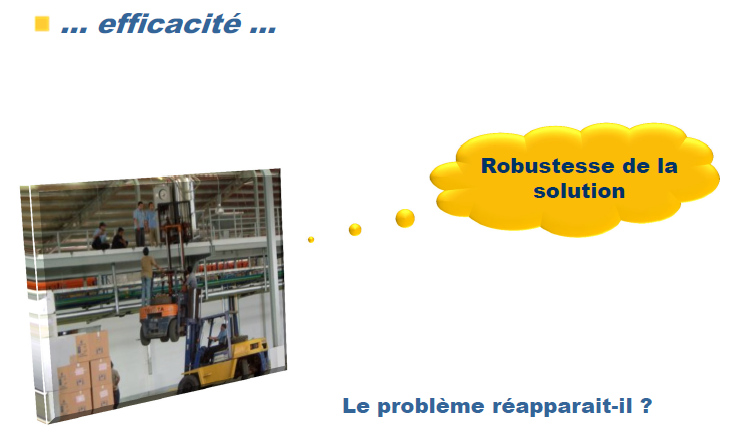 ... efficacité ...
Robustesse de la
solution
Le problème réapparait-il ?